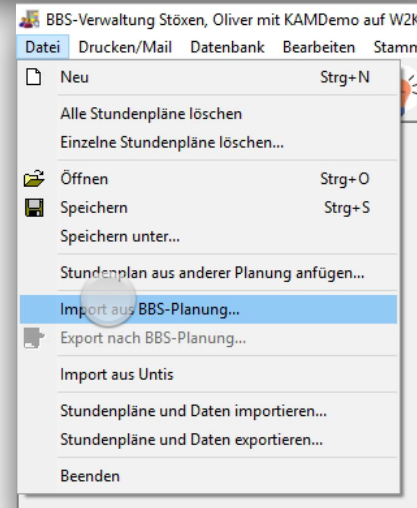 BBS-Verwaltung Stöxen, Oliver mit KAMDemo auf W2K
Datei Drucken/Mail Datenbank Bearbeiten Stamm
Neu Strg+N
Alle Stundenpläne löschen
Einzelne Stundenpläne löschen...
Öffnen Strg+O
Speichern Strg+S
Speichern unter...
Stundenplan aus anderer Planung anfügen...
Import aus BBS-Planung...
Export nach BBS-Planung...
Import aus Untis
Stundenpläne und Daten importieren...
Stundenpläne und Daten exportieren...
Beenden